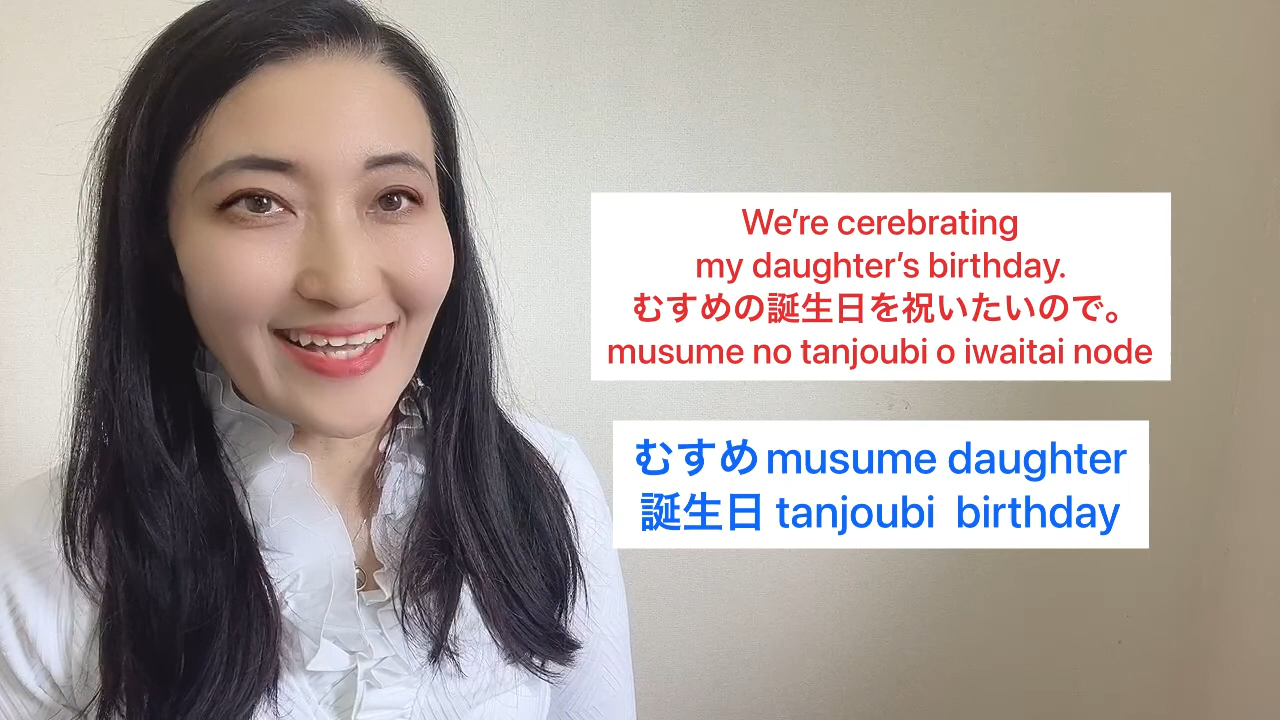 We’re cerebrating
my daughter’s birthday.
むすめの誕生日を祝いたいので。
musume no tanjoubi o iwaitai node
むすめ musume daughter
誕生日 tanjoubi birthday